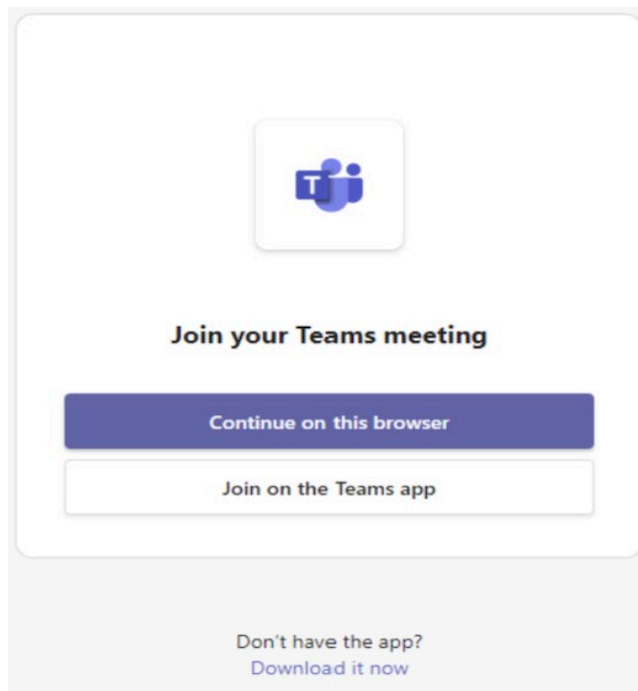 T
Join your Teams meeting
Continue on this browser
Join on the Teams app
Don't have the app?
Download it now